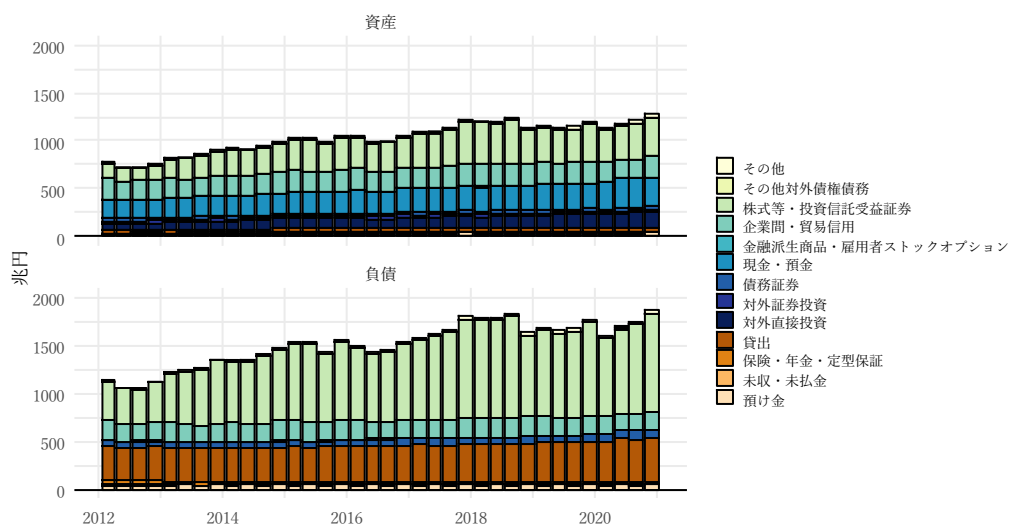 資産
2000
1500
1000
500
0
兆円
負債
2000
1500
1000
500
0
2012 2014 2016 2018 2020
その他
その他対外債権債務
株式等・投資信託受益証券
企業間・貿易信用
金融派生商品・雇用者ストックオプション
現金・預金
債務証券
対外証券投資
対外直接投資
貸出
保険・年金・定型保証
未収・未払金
預け金